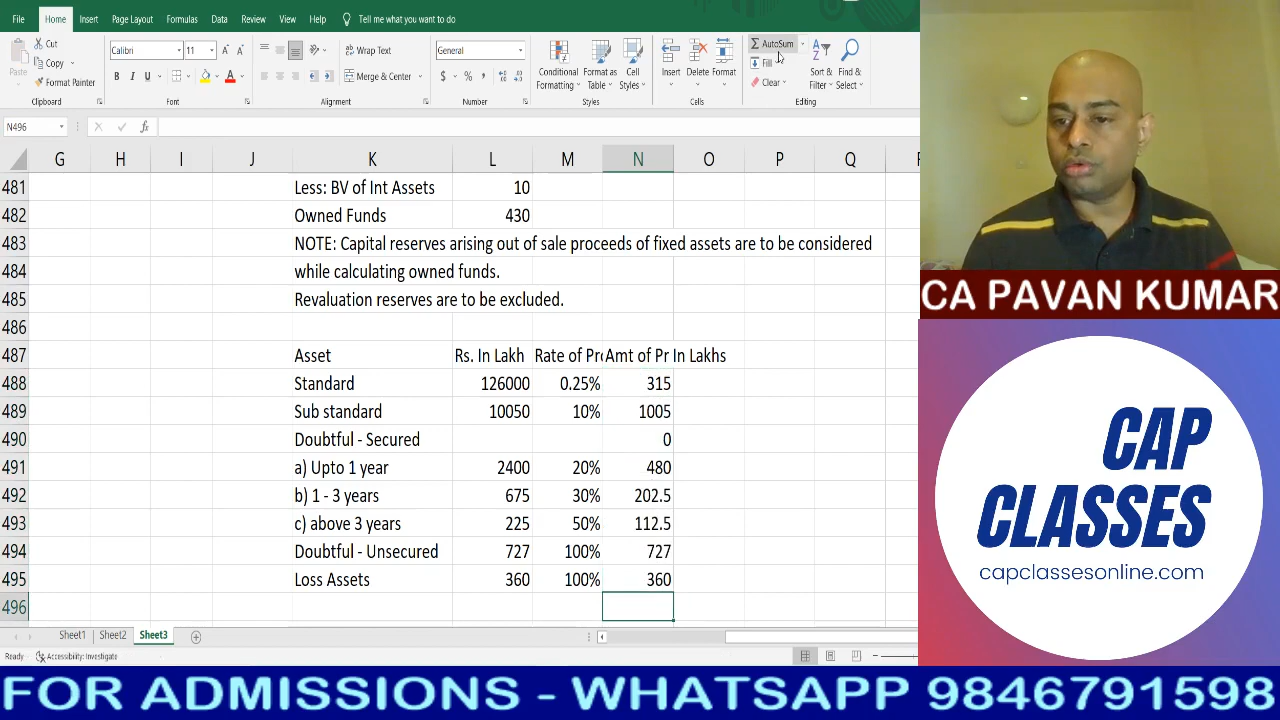 File Home Insert Page Layout Formulas Data Review View Help Tell me what you want to do
Cut Calibri 11 Wrap Text General AutoSum
Paste Copy Fill
Format Painter Merge & Center Conditional Formatting Format as Table Cell Styles Insert Delete Format Clear Sort & Filter Find & Select
Clipboard Font Alignment Number Styles Cells Editing
N496 fx
G H I J K L M N O P Q
481 Less: BV of Int Assets 10
482 Owned Funds 430
483 NOTE: Capital reserves arising out of sale proceeds of fixed assets are to be considered
484 while calculating owned funds.
485 Revaluation reserves are to be excluded.
486
487 Asset Rs. In Lakh Rate of Pr Amt of Pr In Lakhs
488 Standard 126000 0.25% 315
489 Sub standard 10050 10% 1005
490 Doubtful - Secured 0
491 a) Upto 1 year 2400 20% 480
492 b) 1 - 3 years 675 30% 202.5
493 c) above 3 years 225 50% 112.5
494 Doubtful - Unsecured 727 100% 727
495 Loss Assets 360 100% 360
496
Sheet1 Sheet2 Sheet3
Ready Accessibility: Investigate
CA PAVAN KUMAR
CAP
CLASSES
capclassesonline.com
FOR ADMISSIONS - WHATSAPP 9846791598